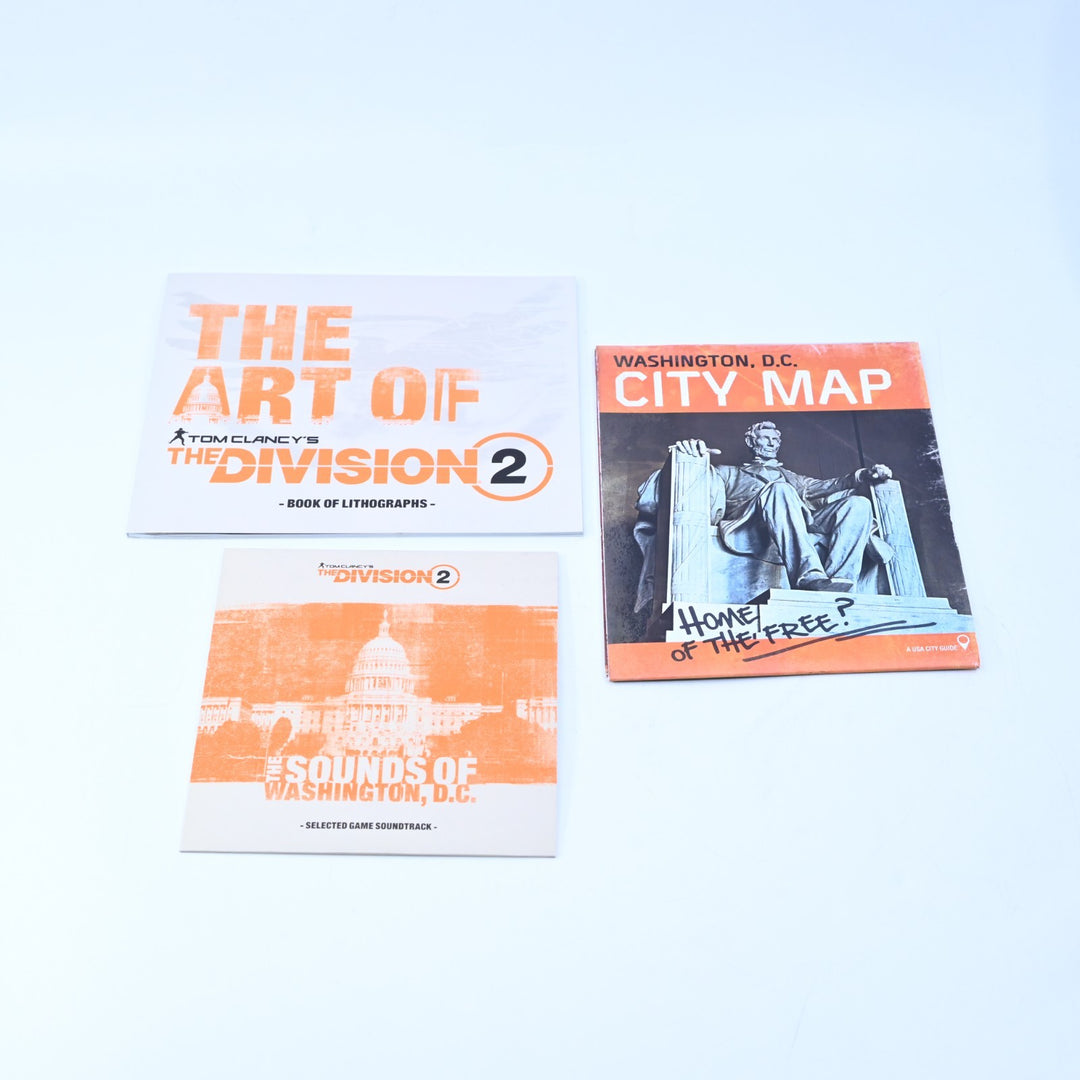 THE
ART OF
TOM CLANCY'S
THE DIVISION 2
- BOOK OF LITHOGRAPHS -
WASHINGTON, D.C.
CITY MAP
HOME
OF THE FREE?
A USA CITY GUIDE
TOM CLANCY'S
THE DIVISION 2
THE SOUNDS OF
WASHINGTON, D.C.
- SELECTED GAME SOUNDTRACK -